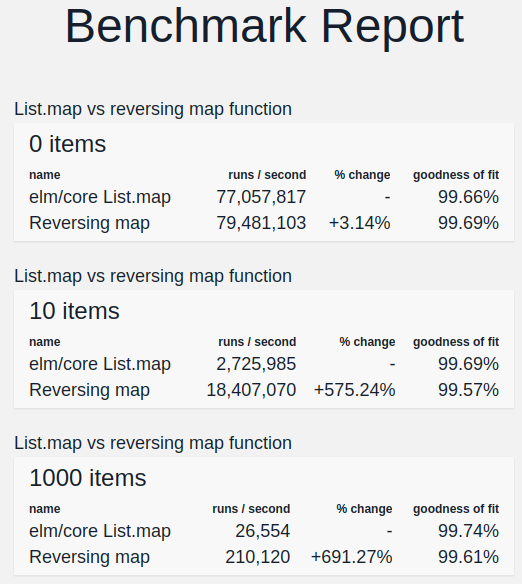 Benchmark Report
List.map vs reversing map function
0 items
name runs / second % change goodness of fit
elm/core List.map 77,057,817 - 99.66%
Reversing map 79,481,103 +3.14% 99.69%
List.map vs reversing map function
10 items
name runs / second % change goodness of fit
elm/core List.map 2,725,985 - 99.69%
Reversing map 18,407,070 +575.24% 99.57%
List.map vs reversing map function
1000 items
name runs / second % change goodness of fit
elm/core List.map 26,554 - 99.74%
Reversing map 210,120 +691.27% 99.61%